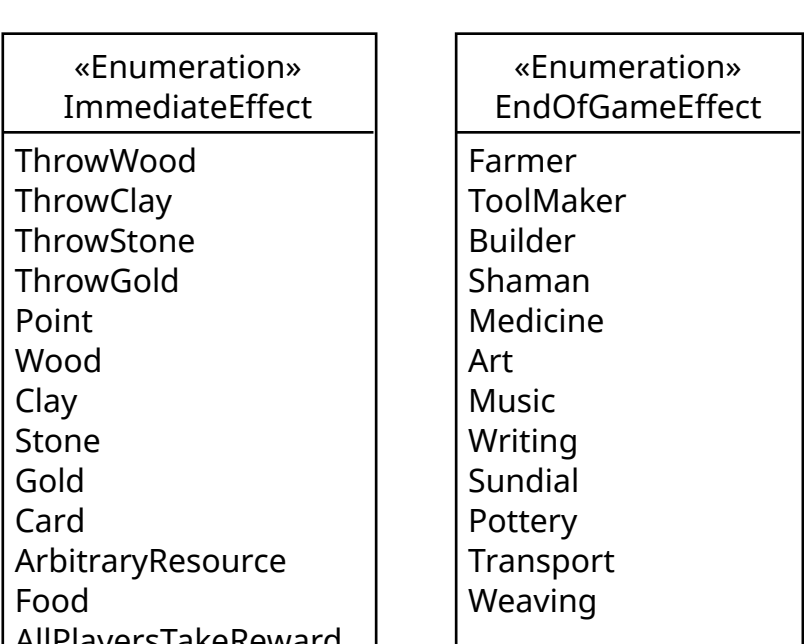 «Enumeration»
ImmediateEffect
ThrowWood
ThrowClay
ThrowStone
ThrowGold
Point
Wood
Clay
Stone
Gold
Card
ArbitraryResource
Food
AllPlayersTakeReward
«Enumeration»
EndOfGameEffect
Farmer
ToolMaker
Builder
Shaman
Medicine
Art
Music
Writing
Sundial
Pottery
Transport
Weaving